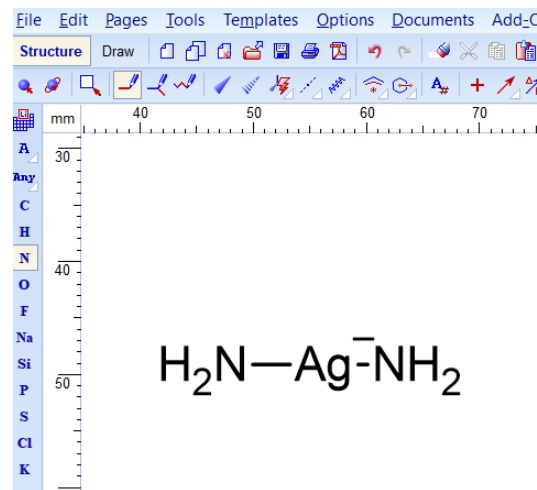 File Edit Pages Tools Templates Options Documents Add-O
Structure Draw
A#
mm 40 50 60 70
30
A
Any
C
H
N
40
O
F
Na
Si
50
P
S
Cl
K
H₂N—Ag⁻-NH₂